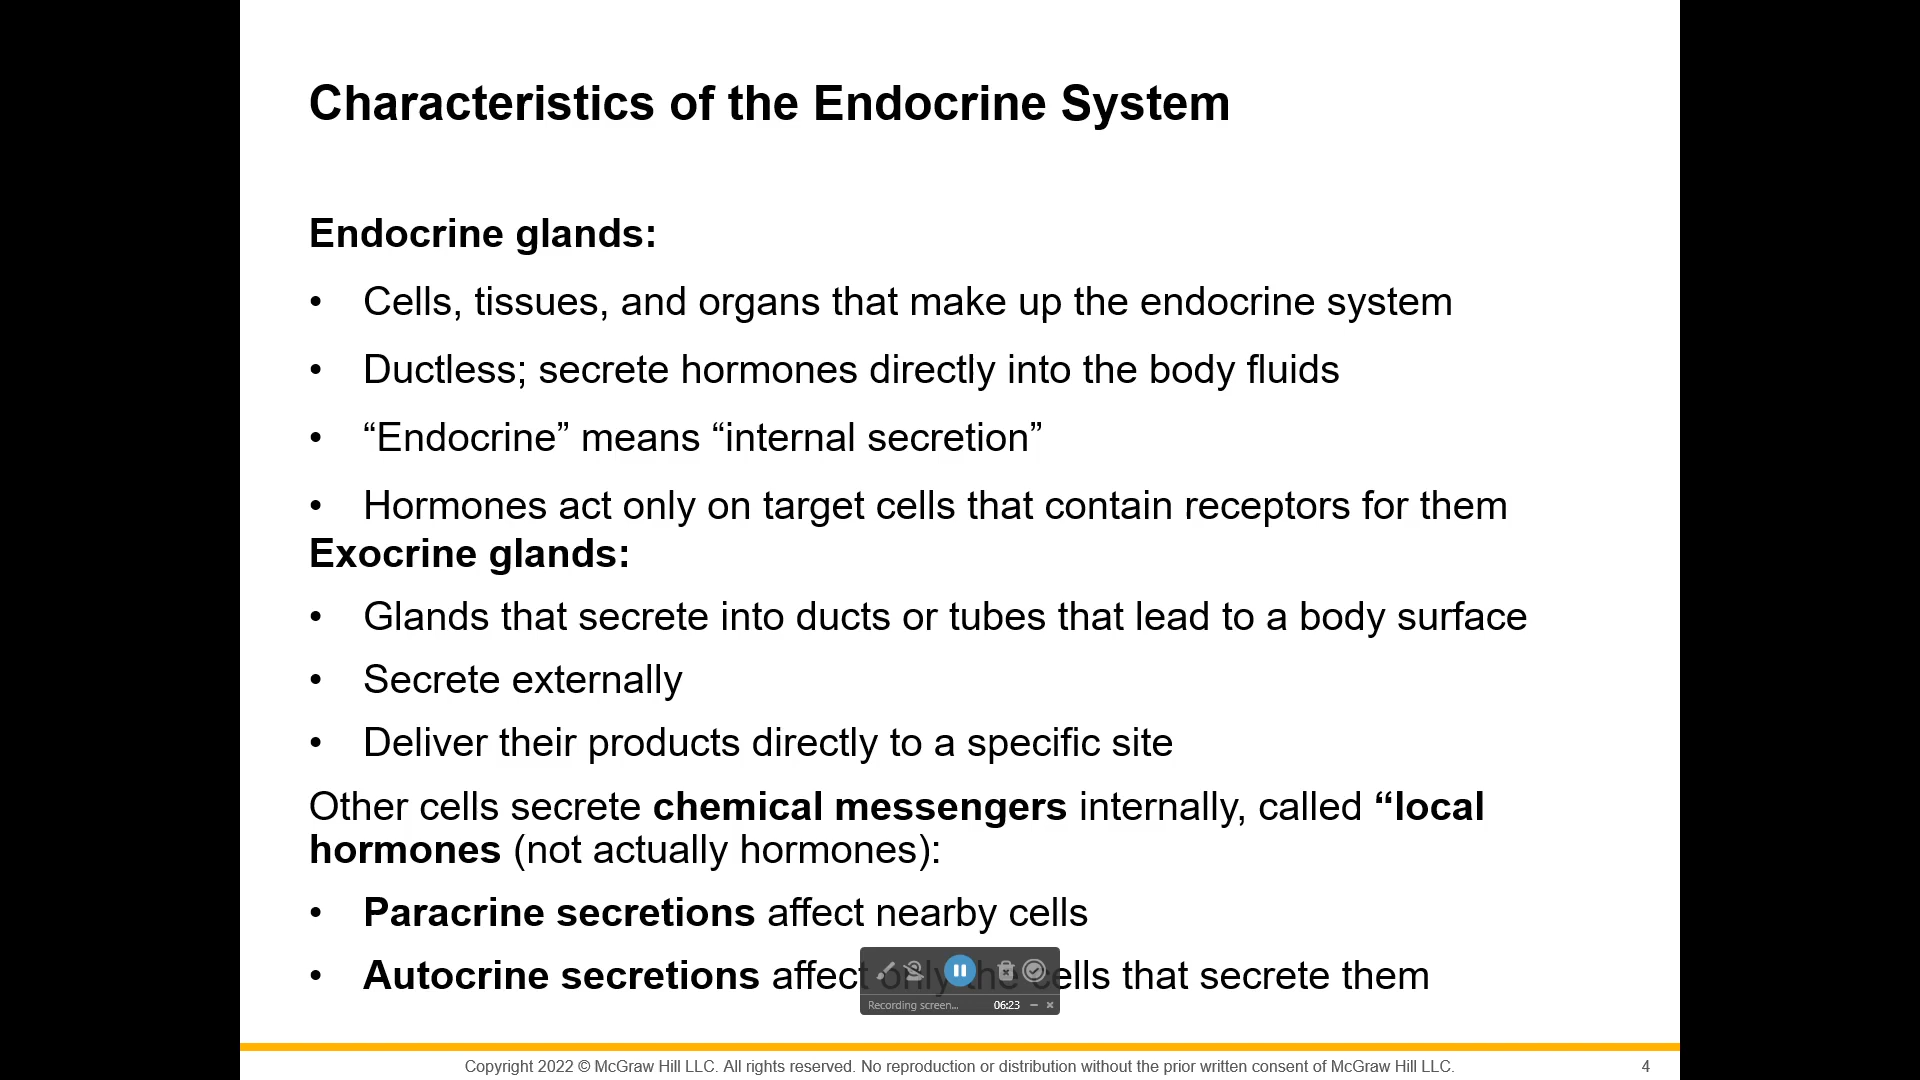 Characteristics of the Endocrine System
Endocrine glands:
• Cells, tissues, and organs that make up the endocrine system
• Ductless; secrete hormones directly into the body fluids
• “Endocrine” means “internal secretion”
• Hormones act only on target cells that contain receptors for them
Exocrine glands:
• Glands that secrete into ducts or tubes that lead to a body surface
• Secrete externally
• Deliver their products directly to a specific site
Other cells secrete chemical messengers internally, called “local
hormones (not actually hormones):
• Paracrine secretions affect nearby cells
• Autocrine secretions affect only the cells that secrete them
Recording screen... 06:23
Copyright 2022 © McGraw Hill LLC. All rights reserved. No reproduction or distribution without the prior written consent of McGraw Hill LLC. 4